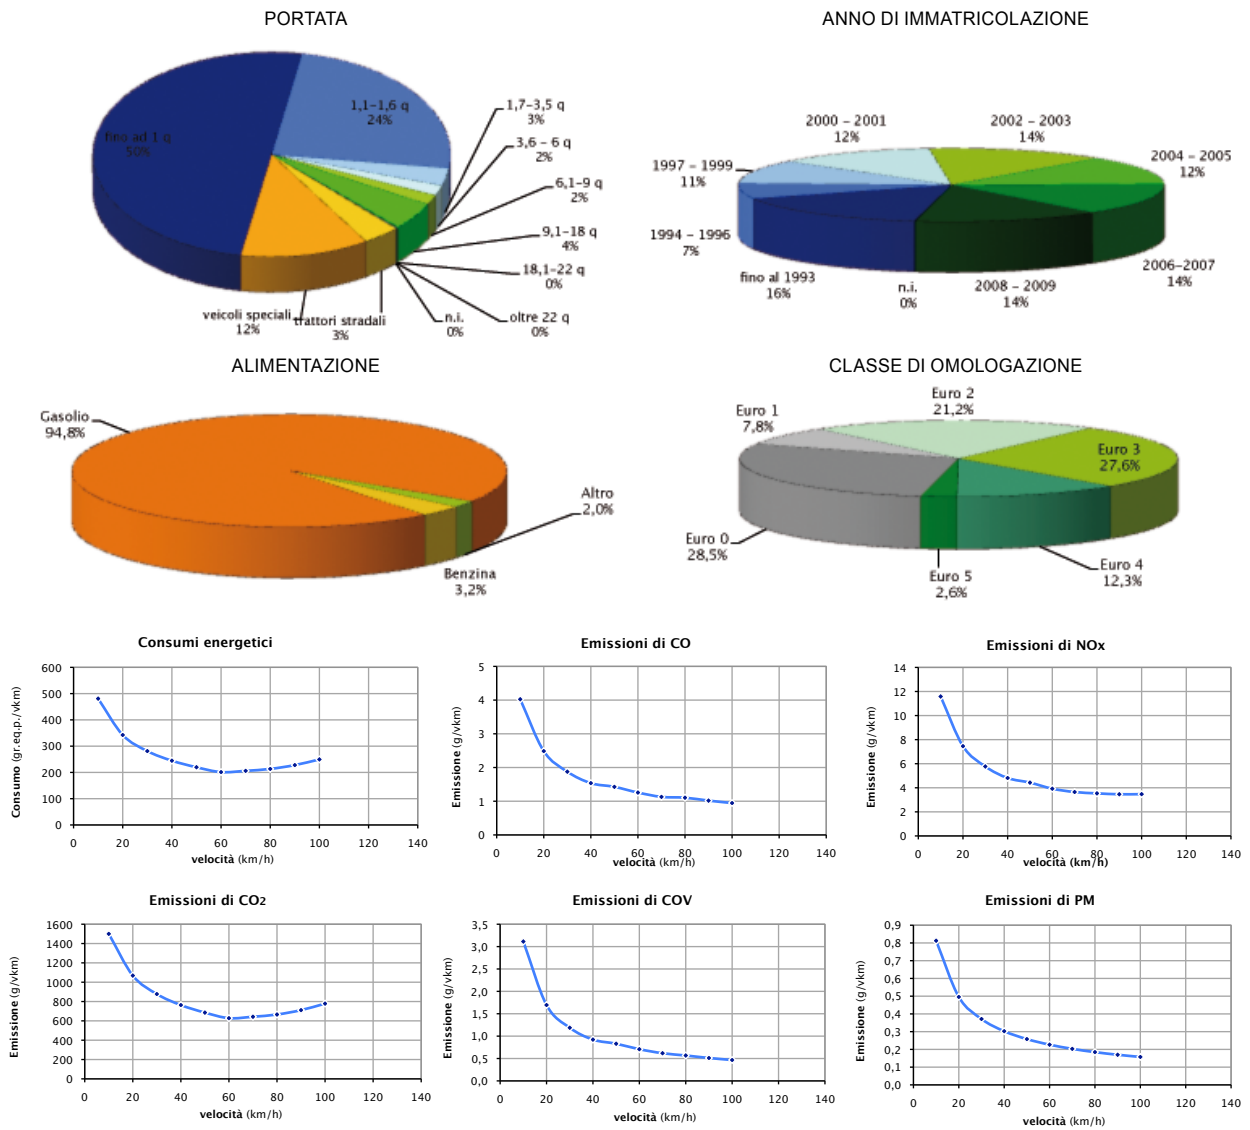 PORTATA
fino ad 1 q
50%
1,1–1,6 q
24%
1,7–3,5 q
3%
3,6 – 6 q
2%
6,1–9 q
2%
9,1–18 q
4%
18,1–22 q
0%
oltre 22 q
0%
n.i.
0%
trattori stradali
3%
veicoli speciali
12%
ANNO DI IMMATRICOLAZIONE
2000 – 2001
12%
2002 – 2003
14%
1997 – 1999
11%
2004 – 2005
12%
1994 – 1996
7%
2006–2007
14%
fino al 1993
16%
n.i.
0%
2008 – 2009
14%
ALIMENTAZIONE
Gasolio
94,8%
Altro
2,0%
Benzina
3,2%
CLASSE DI OMOLOGAZIONE
Euro 2
21,2%
Euro 1
7,8%
Euro 3
27,6%
Euro 0
28,5%
Euro 5
2,6%
Euro 4
12,3%
Consumi energetici
Consumo (gr.eq.p./vkm)
600
500
400
300
200
100
0
0 20 40 60 80 100 120 140
velocità (km/h)
Emissioni di CO
Emissione (g/vkm)
5
4
3
2
1
0
0 20 40 60 80 100 120 140
velocità (km/h)
Emissioni di NOx
Emissione (g/vkm)
14
12
10
8
6
4
2
0
0 20 40 60 80 100 120 140
velocità (km/h)
Emissioni di CO2
Emissione (g/vkm)
1600
1400
1200
1000
800
600
400
200
0
0 20 40 60 80 100 120 140
velocità (km/h)
Emissioni di COV
Emissione (g/vkm)
3,5
3,0
2,5
2,0
1,5
1,0
0,5
0,0
0 20 40 60 80 100 120 140
velocità (km/h)
Emissioni di PM
Emissione (g/vkm)
0,9
0,8
0,7
0,6
0,5
0,4
0,3
0,2
0,1
0,0
0 20 40 60 80 100 120 140
velocità (km/h)